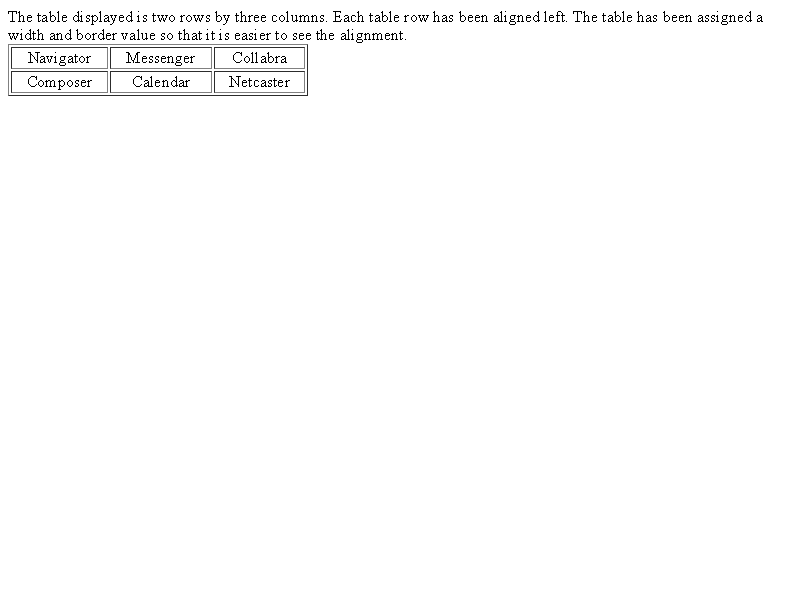 The table displayed is two rows by three columns. Each table row has been aligned left. The table has been assigned a
width and border value so that it is easier to see the alignment.
Navigator Messenger Collabra
Composer Calendar Netcaster